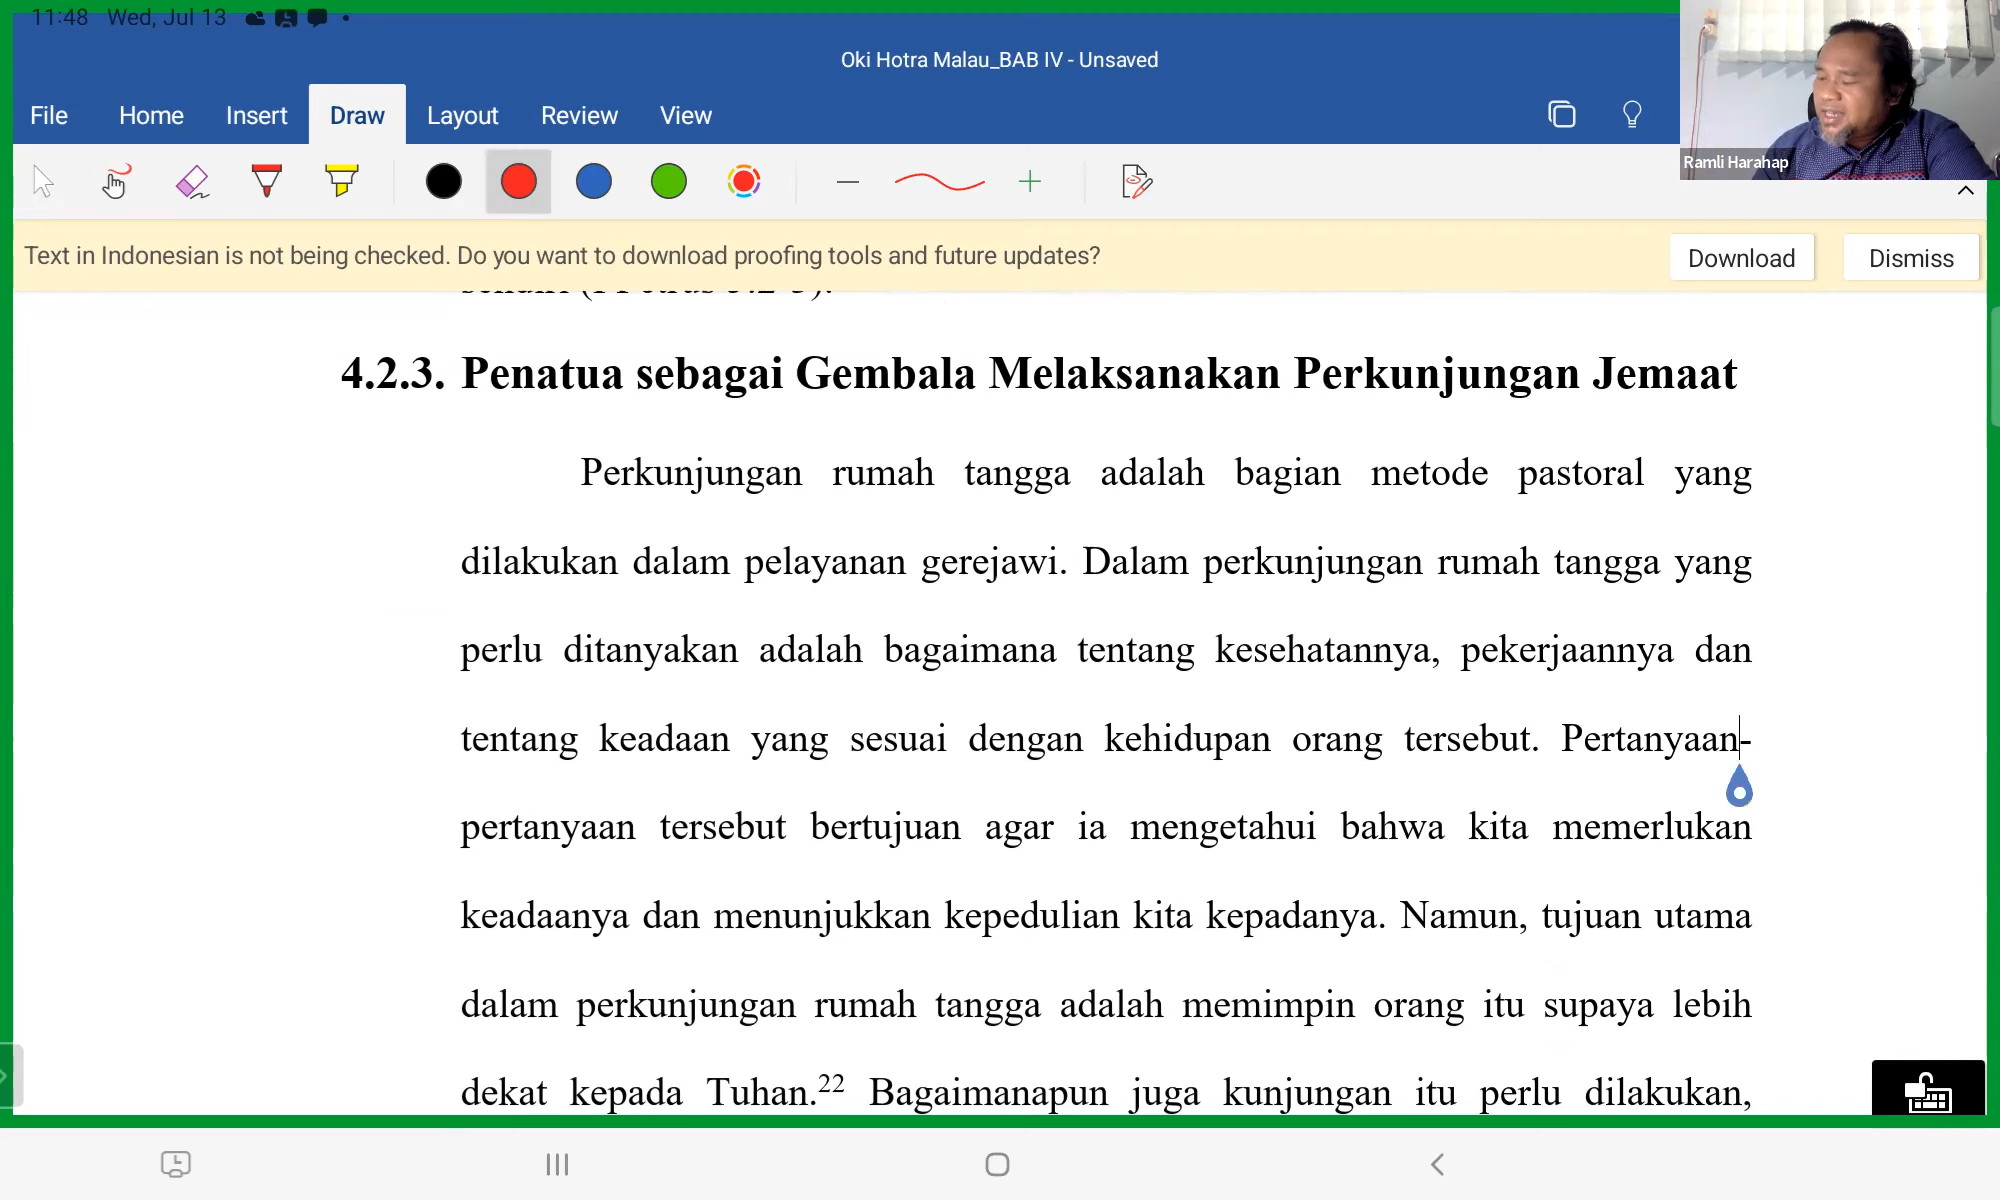 11:48 Wed, Jul 13
Oki Hotra Malau_BAB IV - Unsaved
File Home Insert Draw Layout Review View
Ramli Harahap
Text in Indonesian is not being checked. Do you want to download proofing tools and future updates? Download Dismiss
4.2.3. Penatua sebagai Gembala Melaksanakan Perkunjungan Jemaat
Perkunjungan rumah tangga adalah bagian metode pastoral yang
dilakukan dalam pelayanan gerejawi. Dalam perkunjungan rumah tangga yang
perlu ditanyakan adalah bagaimana tentang kesehatannya, pekerjaannya dan
tentang keadaan yang sesuai dengan kehidupan orang tersebut. Pertanyaan-
pertanyaan tersebut bertujuan agar ia mengetahui bahwa kita memerlukan
keadaanya dan menunjukkan kepedulian kita kepadanya. Namun, tujuan utama
dalam perkunjungan rumah tangga adalah memimpin orang itu supaya lebih
dekat kepada Tuhan.22 Bagaimanapun juga kunjungan itu perlu dilakukan,